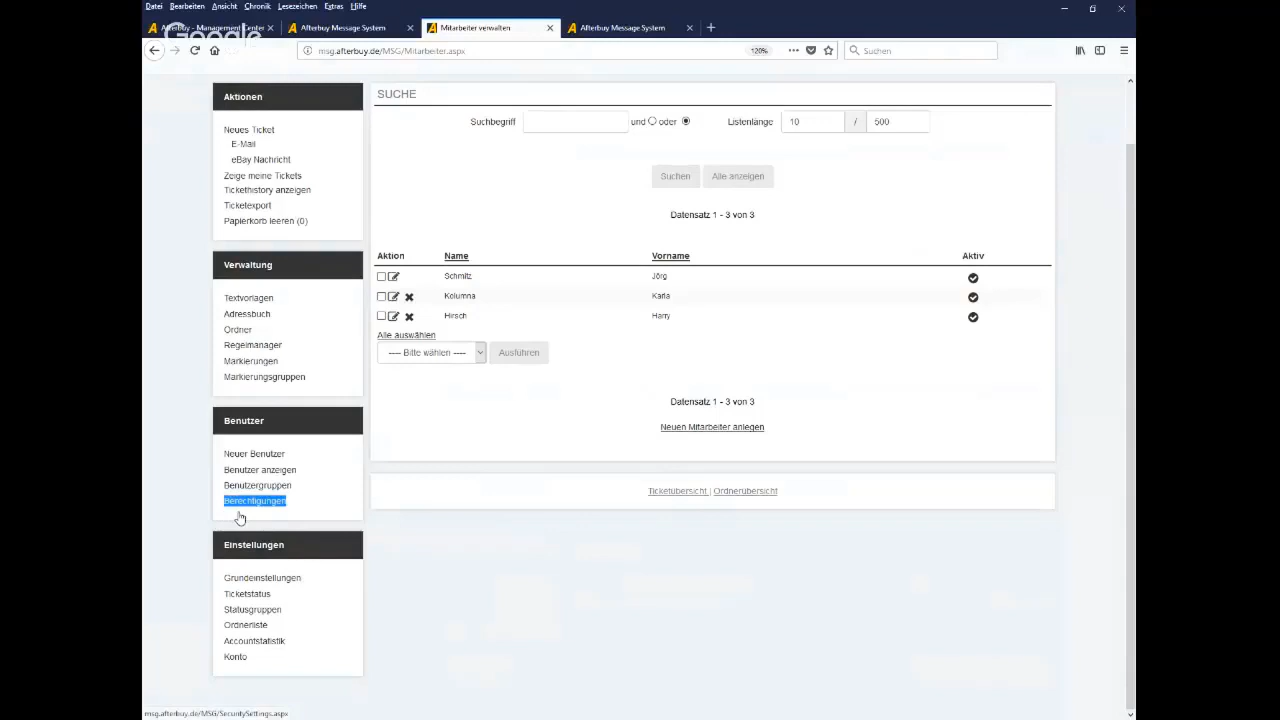 Datei Bearbeiten Ansicht Chronik Lesezeichen Extras Hilfe
Afterbuy - Management Center
Afterbuy Message System
Mitarbeiter verwalten
Afterbuy Message System
Google
msg.afterbuy.de/MSG/Mitarbeiter.aspx
120%
Suchen
Aktionen
Neues Ticket
E-Mail
eBay Nachricht
Zeige meine Tickets
Tickethistory anzeigen
Ticketexport
Papierkorb leeren (0)
Verwaltung
Textvorlagen
Adressbuch
Ordner
Regelmanager
Markierungen
Markierungsgruppen
Benutzer
Neuer Benutzer
Benutzer anzeigen
Benutzergruppen
Berechtigungen
Einstellungen
Grundeinstellungen
Ticketstatus
Statusgruppen
Ordnerliste
Accountstatistik
Konto
SUCHE
Suchbegriff und oder Listenlänge 10 / 500
Suchen Alle anzeigen
Datensatz 1 - 3 von 3
Aktion Name Vorname Aktiv
Schmitz Jörg
Kolumna Karla
Hirsch Harry
Alle auswählen
---- Bitte wählen ---- Ausführen
Datensatz 1 - 3 von 3
Neuen Mitarbeiter anlegen
Ticketübersicht | Ordnerübersicht
msg.afterbuy.de/MSG/SecuritySettings.aspx